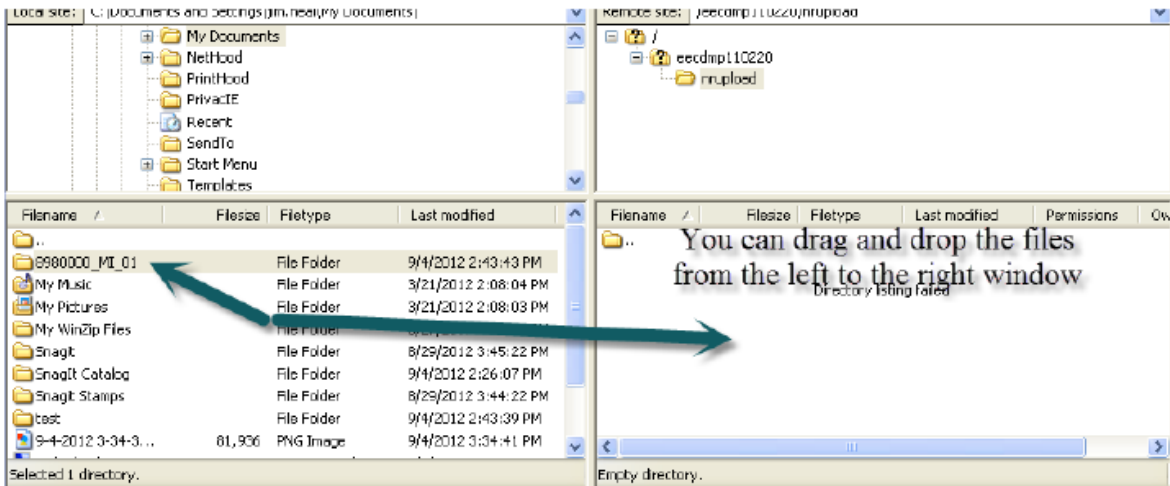 Local site: C:\Documents and Settings\jim.neal\My Documents\
My Documents
NetHood
PrintHood
PrivacIE
Recent
SendTo
Start Menu
Templates
Remote site: /eecdmp110220/nrupload
/
eecdmp110220
nrupload
Filename / Filesize Filetype Last modified
..
8980000_MI_01 File Folder 9/4/2012 2:43:43 PM
My Music File Folder 3/21/2012 2:08:04 PM
My Pictures File Folder 3/21/2012 2:08:03 PM
My WinZip Files File Folder
SnagIt File Folder 8/29/2012 3:45:22 PM
SnagIt Catalog File Folder 9/4/2012 2:26:07 PM
SnagIt Stamps File Folder 8/29/2012 3:44:22 PM
test File Folder 9/4/2012 2:43:39 PM
9-4-2012 3-34-3... 81,936 PNG Image 9/4/2012 3:34:41 PM
Selected 1 directory.
Filename / Filesize Filetype Last modified Permissions Ow
..
You can drag and drop the files
from the left to the right window
Directory listing failed
Empty directory.